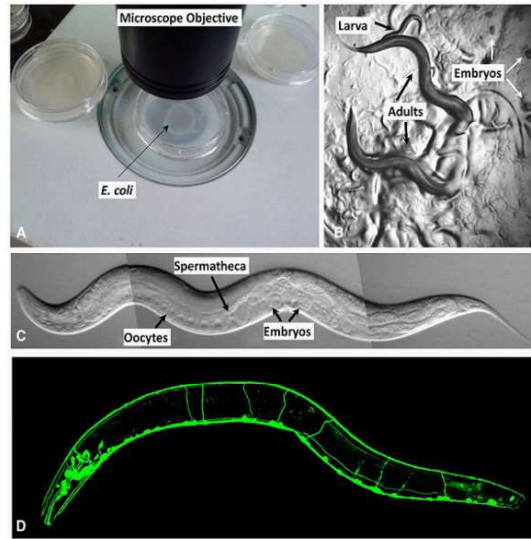 Microscope Objective
E. coli
A
Larva
Embryos
Adults
B
Spermatheca
Oocytes
Embryos
C
D